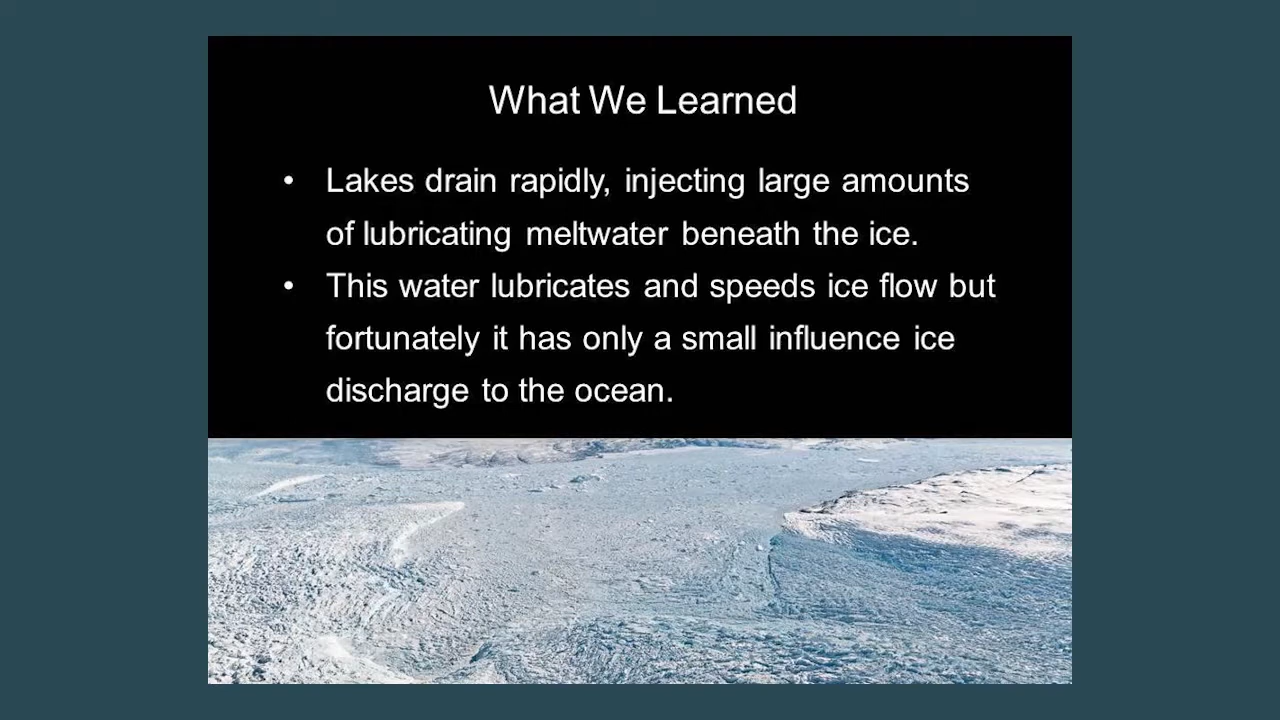 What We Learned
• Lakes drain rapidly, injecting large amounts
of lubricating meltwater beneath the ice.
• This water lubricates and speeds ice flow but
fortunately it has only a small influence ice
discharge to the ocean.